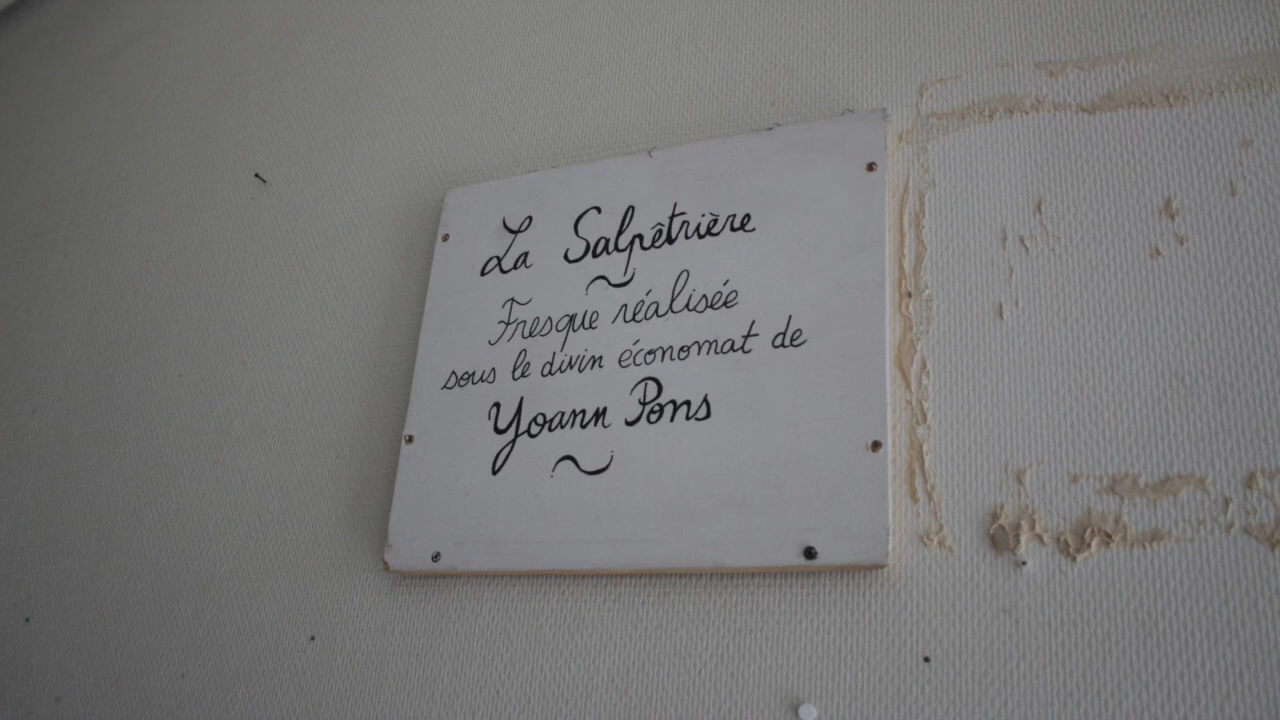 La Salpêtrière
Fresque réalisée
sous le divin économat de
Yoann Pons